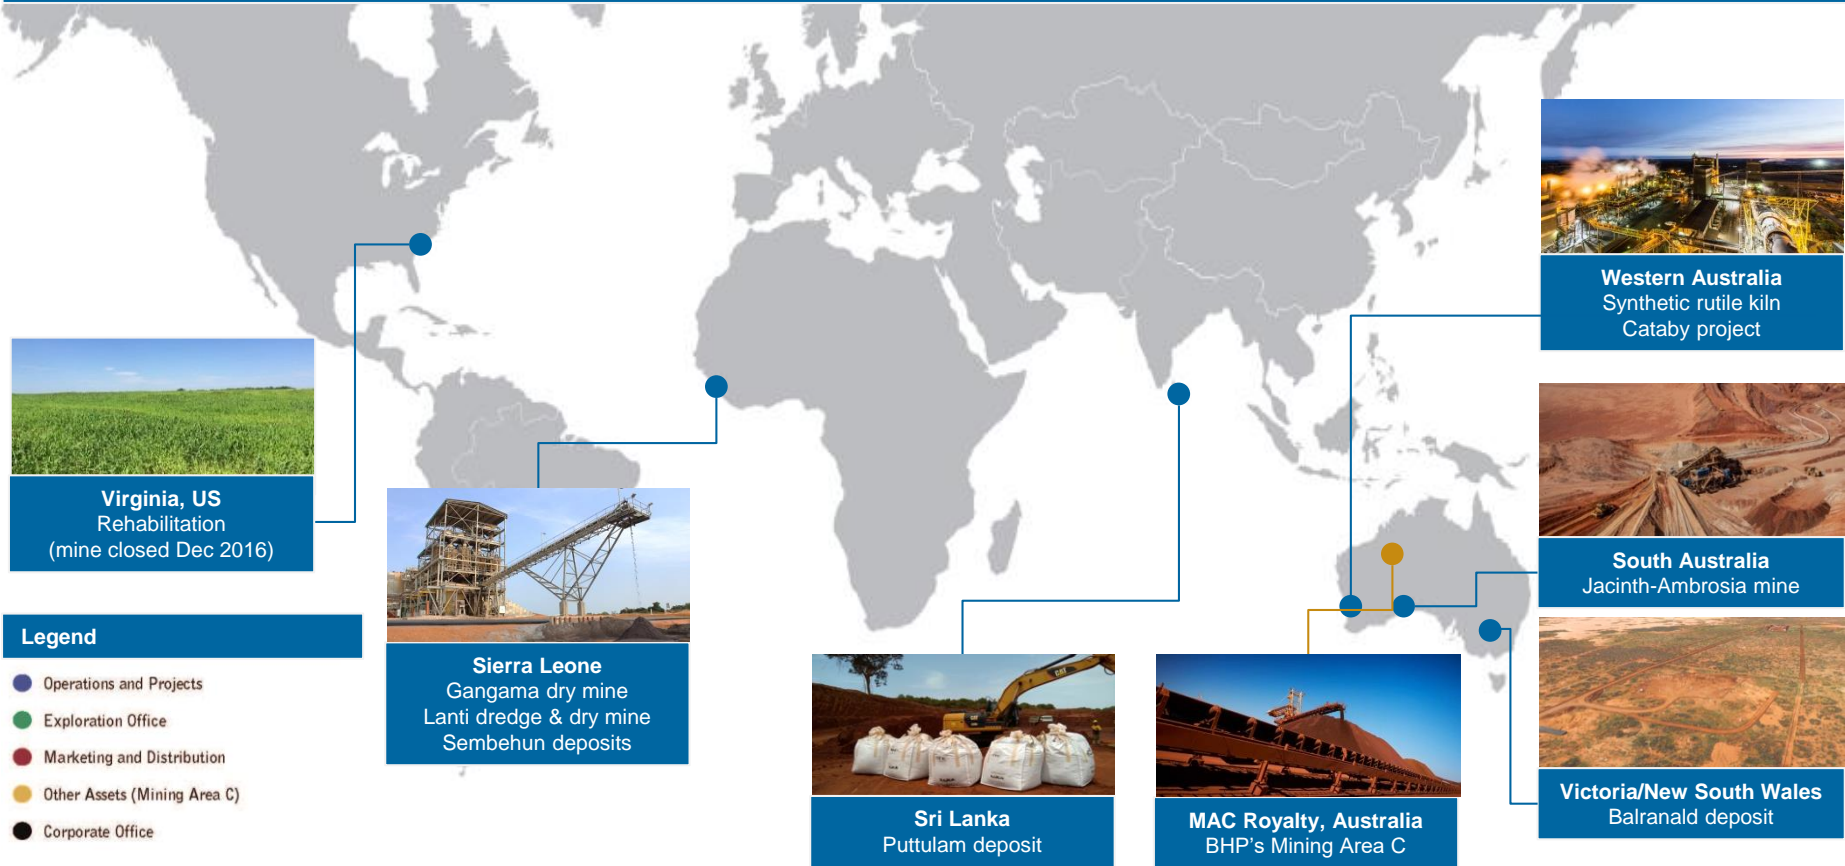 Western Australia
Synthetic rutile kiln
Cataby project
Virginia, US
Rehabilitation
(mine closed Dec 2016)
South Australia
Jacinth-Ambrosia mine
Legend
Operations and Projects
Exploration Office
Marketing and Distribution
Other Assets (Mining Area C)
Corporate Office
Sierra Leone
Gangama dry mine
Lanti dredge & dry mine
Sembehun deposits
Sri Lanka
Puttulam deposit
MAC Royalty, Australia
BHP's Mining Area C
Victoria/New South Wales
Balranald deposit
CAT